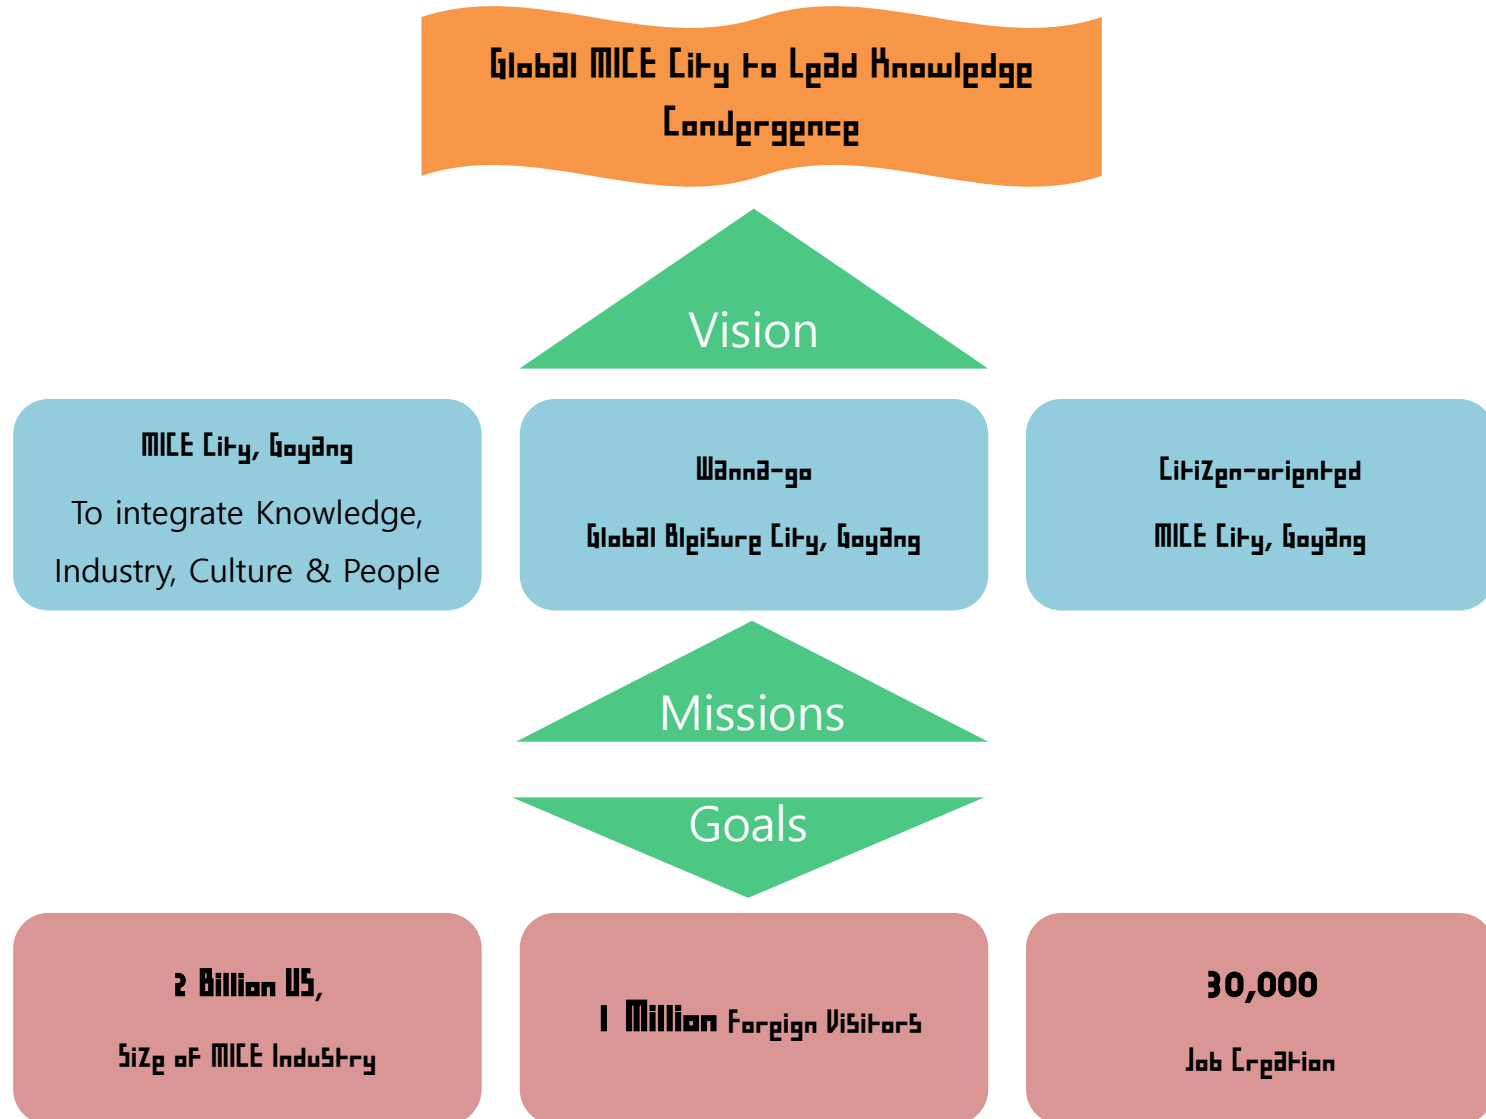 Global MICE City to Lead Knowledge
Convergence
Vision
MICE City, Goyang
To integrate Knowledge,
Industry, Culture & People
Wanna-go
Global Bleisure City, Goyang
Citizen-oriented
MICE City, Goyang
Missions
Goals
2 Billion US,
Size of MICE Industry
1 Million Foreign Visitors
30,000
Job Creation